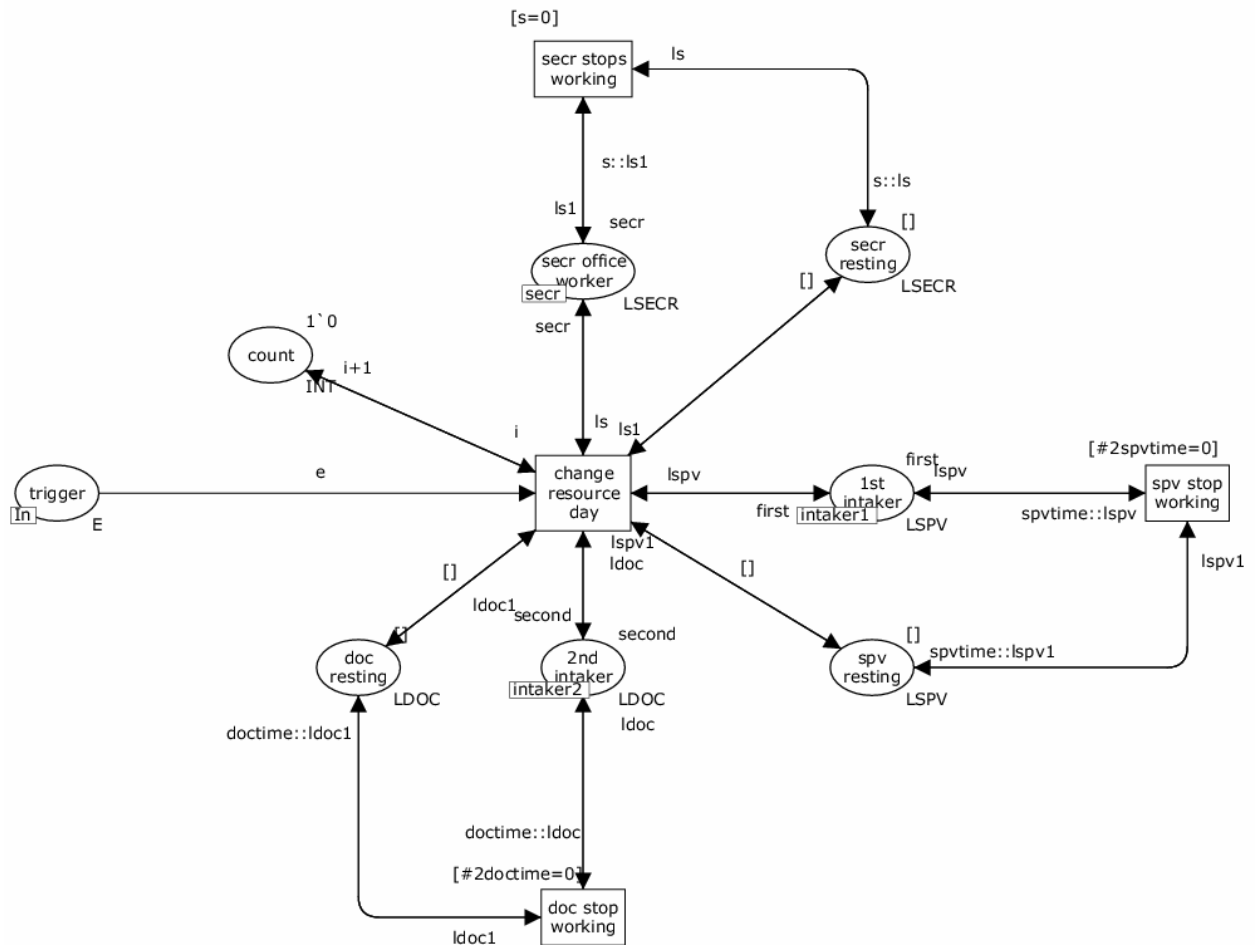 [s=0]
secr stops
working
ls
s::ls1
s::ls
ls1
secr
[]
secr office
worker
secr
LSECR
secr
resting
LSECR
[]
secr
1`0
count
i+1
INT
ls
ls1
i
[#2spvtime=0]
e
change
resource
day
lspv
first
lspv
1st
intaker
intaker1
first
LSPV
spv stop
working
spvtime::lspv
trigger
In
E
lspv1
ldoc
lspv1
[]
[]
ldoc1
second
[]
doc
resting
LDOC
second
2nd
intaker
intaker2
LDOC
ldoc
[]
spv
resting
LSPV
spvtime::lspv1
doctime::ldoc1
doctime::ldoc
[#2doctime=0]
doc stop
working
ldoc1